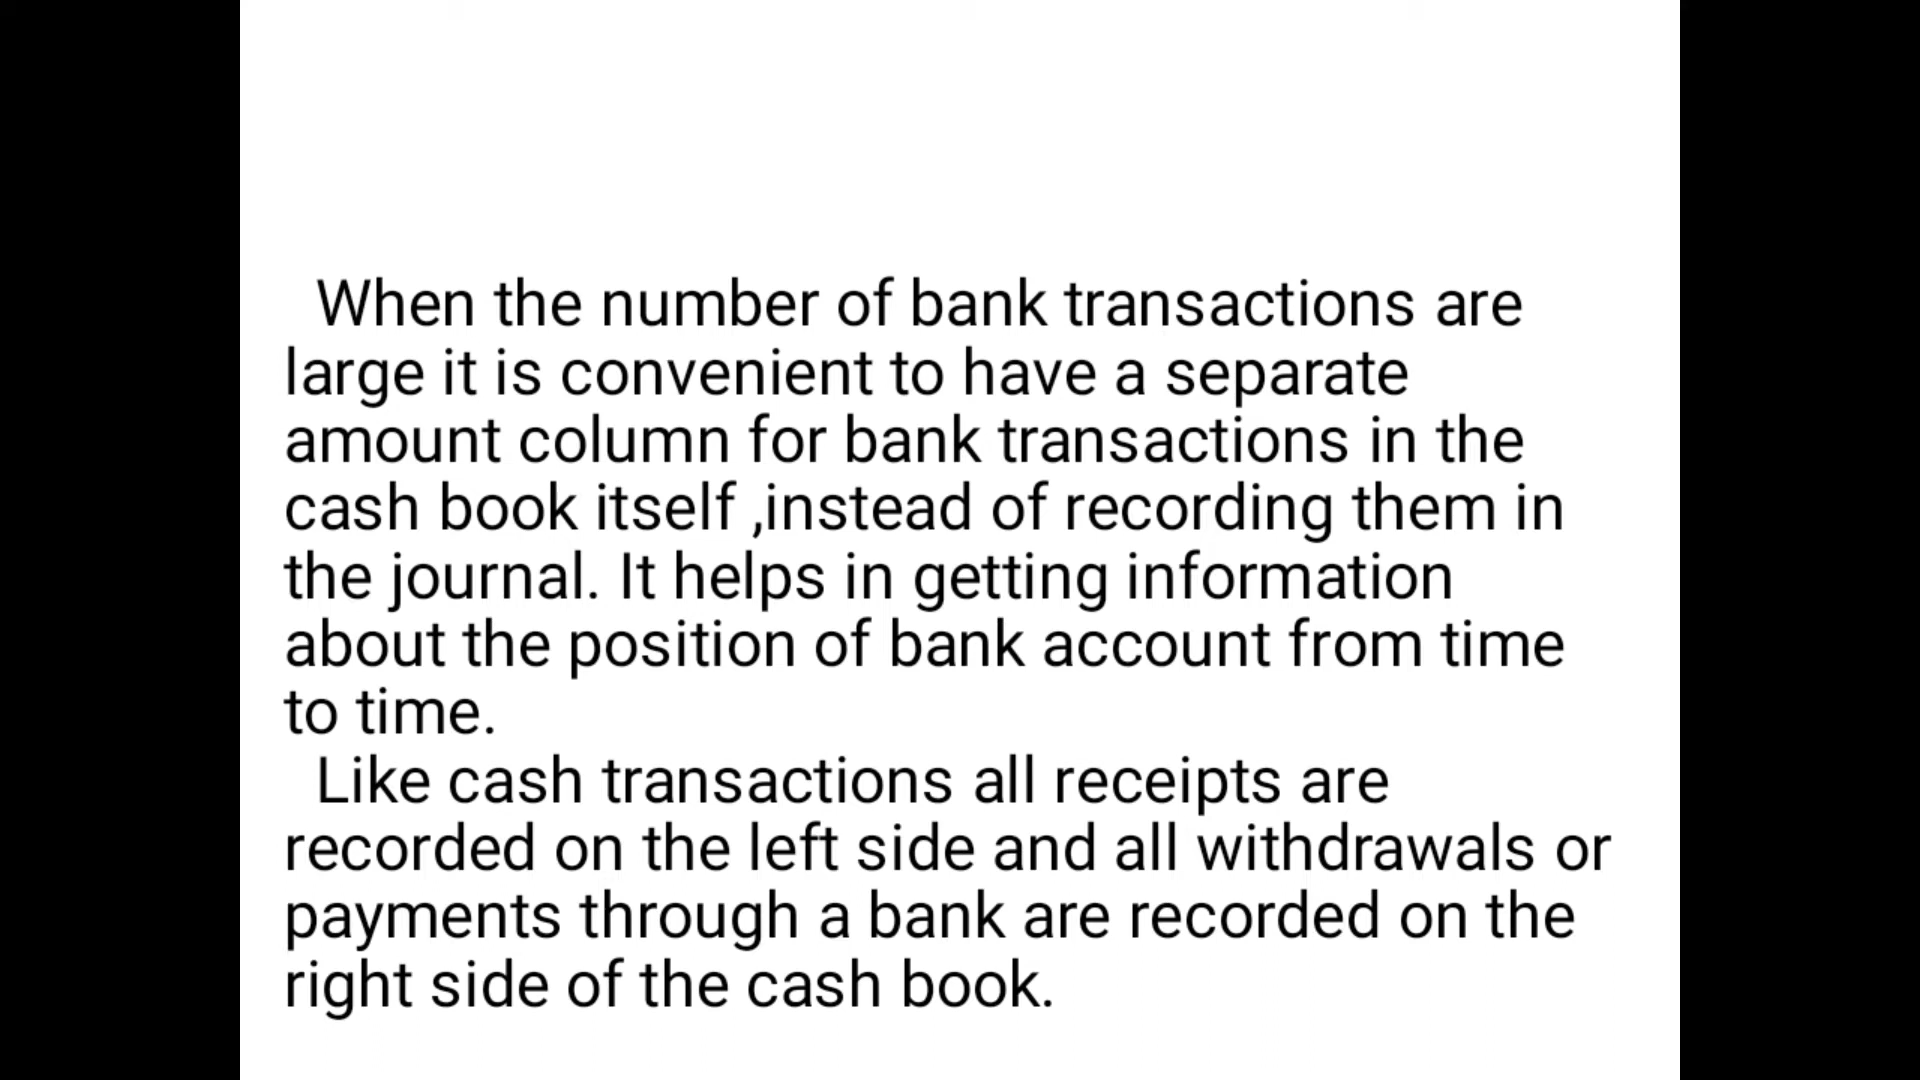 When the number of bank transactions are
large it is convenient to have a separate
amount column for bank transactions in the
cash book itself ,instead of recording them in
the journal. It helps in getting information
about the position of bank account from time
to time.
Like cash transactions all receipts are
recorded on the left side and all withdrawals or
payments through a bank are recorded on the
right side of the cash book.